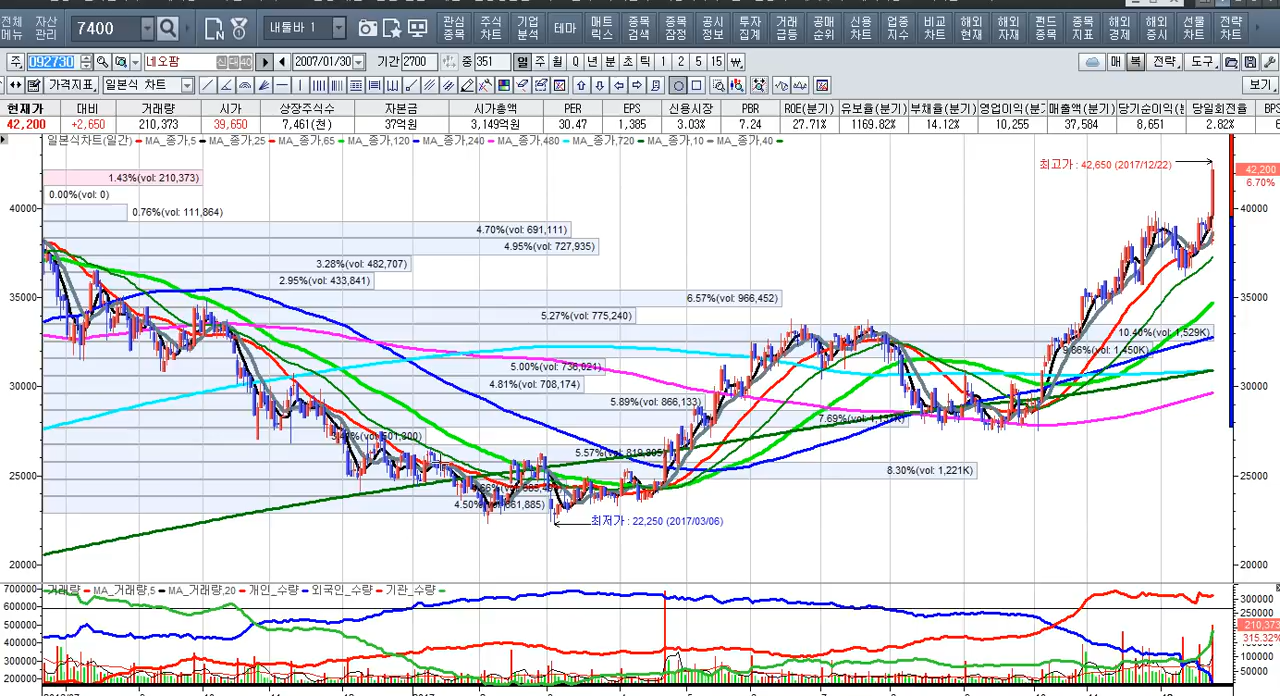 전체 자산 7400 내툴바 1 관심 주식 기업 테마 매트 종목 종목 공시 투자 거래 공매 신용 업종 비교 해외 해외 펀드 종목 해외 해외 선물 전략
메뉴 관리 종목 차트 분석 릭스 검색 잠정 정보 집계 급등 순위 차트 지수 차트 현재 자재 종목 지표 경제 증시 차트 차트
주 092730 네오팜 신 대 40 2007/01/30 기간 2700 중 351 일 주 월 Q 년 분 초 틱 1 2 3 5 15 매 복 전략 도구
가격지표 일본식 차트 보기
현재가 대비 거래량 시가 상장주식수 자본금 시가총액 PER EPS 신용시장 PBR ROE(분기) 유보율(분기) 부채율(분기) 영업이익(분기 매출액(분기) 당기순이익( 당일회전율 BPS
42,200 +2,650 210,373 39,650 7,461(천) 37억원 3,149억원 30.47 1,385 3.03% 7.24 27.71% 1169.82% 14.12% 10,255 37,584 8,651 2.82%
일본식차트(일간) MA_종가,5 MA_종가,25 MA_종가,65 MA_종가,120 MA_종가,240 MA_종가,480 MA_종가,720 MA_종가,10 MA_종가,40
최고가 : 42,650 (2017/12/22)
42,200
6.70%
1.43%(vol: 210,373)
0.00%(vol: 0)
40000 0.76%(vol: 111,864) 40000
4.70%(vol: 691,111)
4.95%(vol: 727,935)
3.28%(vol: 482,707)
2.95%(vol: 433,841)
35000 6.57%(vol: 966,452) 35000
5.27%(vol: 775,240)
10.40%(vol: 1,529K)
9.86%(vol: 1,450K)
5.00%(vol: 736,021)
30000 4.81%(vol: 708,174) 30000
5.89%(vol: 866,133)
7.69%(vol:
5.57%(vol: 819,805)
25000 8.30%(vol: 1,221K) 25000
4.50%(vol: 661,885)
최저가 : 22,250 (2017/03/06)
20000 20000
700000 거래량 MA_거래량,5 MA_거래량,20 개인_수량 외국인_수량 기관_수량
600000 300000
250000
500000 210,373
400000 315.32%
300000 100000
200000 50000